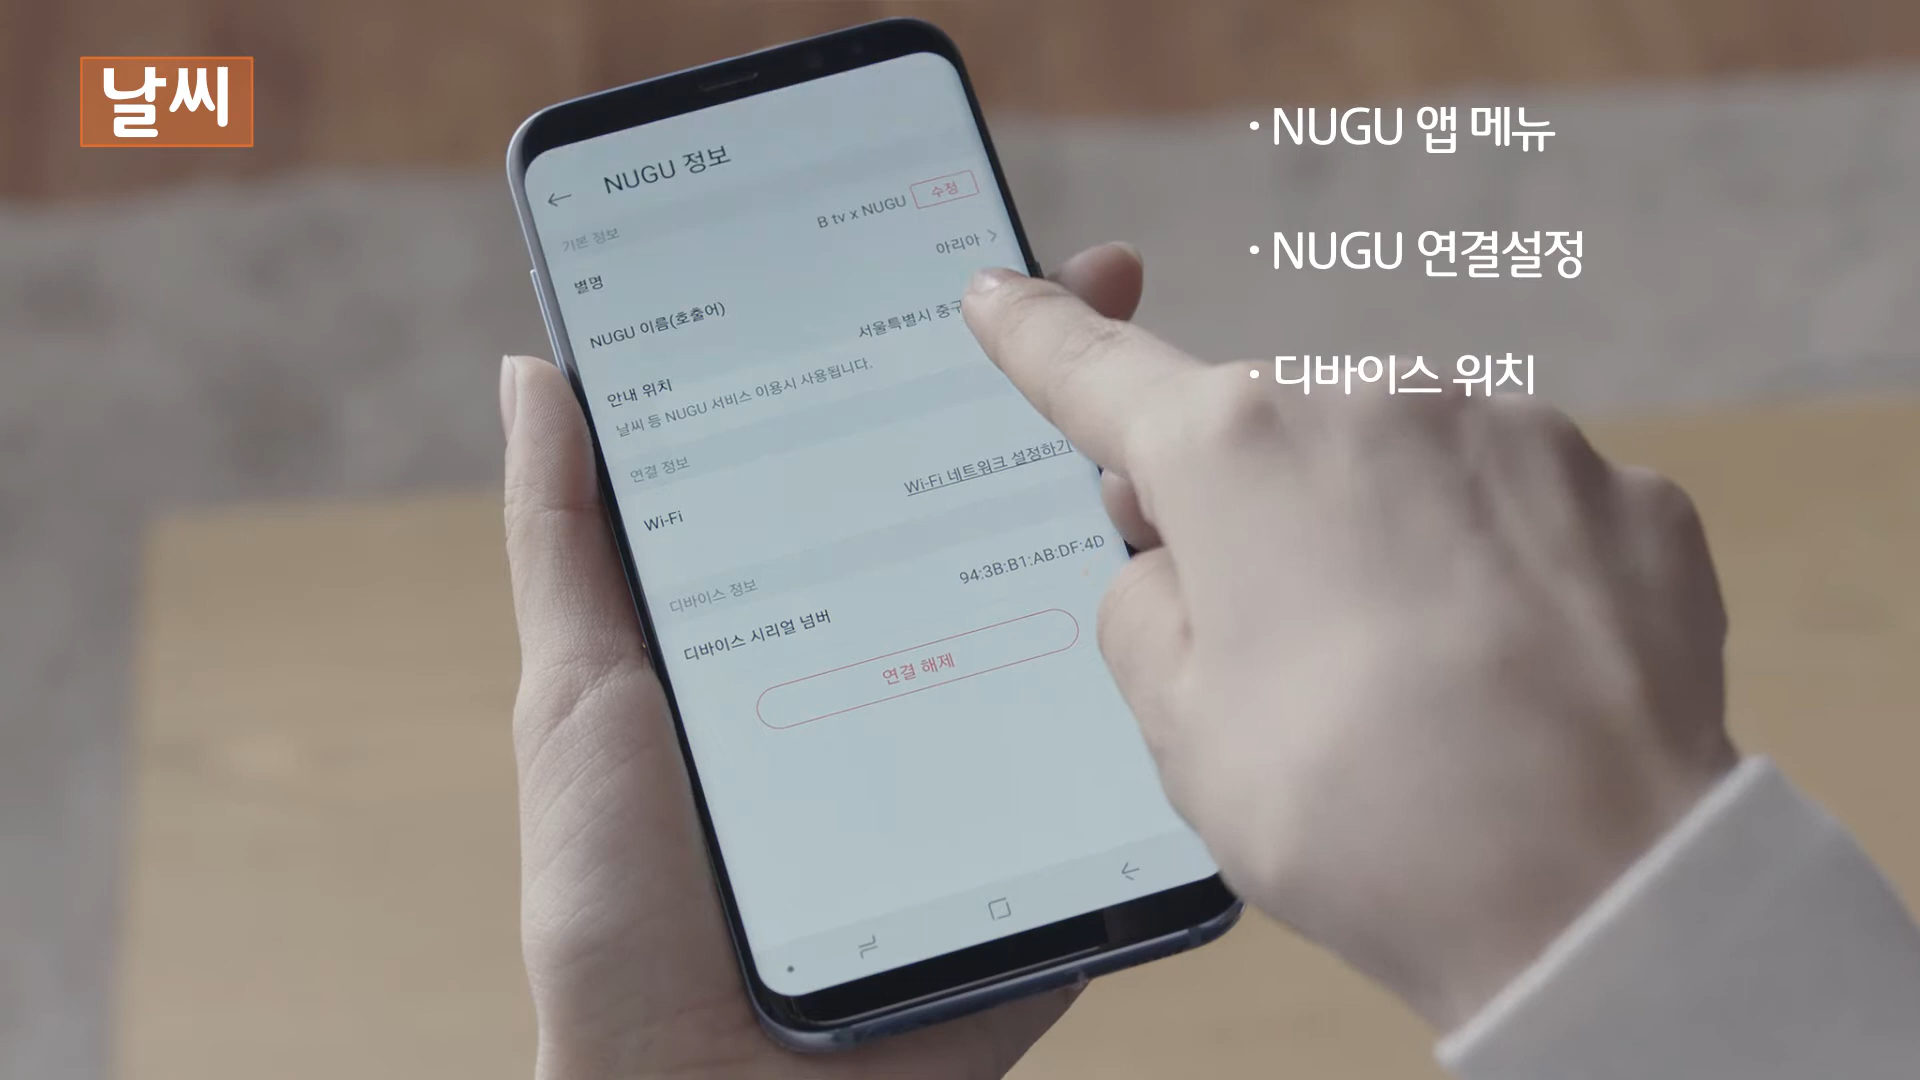 날씨
· NUGU 앱 메뉴
· NUGU 연결설정
· 디바이스 위치
NUGU 정보
기본 정보
별명 B tv x NUGU 수정
NUGU 이름(호출어) 아리아
안내 위치 서울특별시 중구
날씨 등 NUGU 서비스 이용시 사용됩니다.
연결 정보
Wi-Fi Wi-Fi 네트워크 설정하기
디바이스 정보
디바이스 시리얼 넘버 94:3B:B1:AB:DF:4D
연결 해제